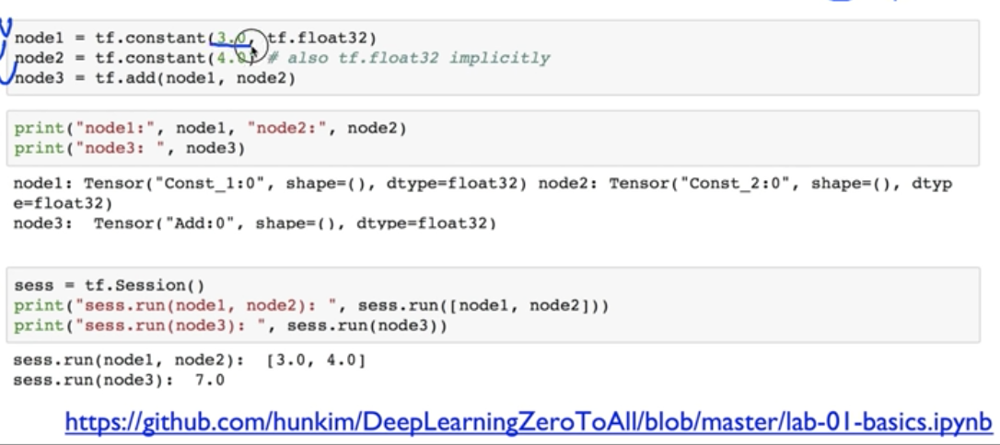 node1 = tf.constant(3.0, tf.float32)
node2 = tf.constant(4.0) # also tf.float32 implicitly
node3 = tf.add(node1, node2)
print("node1:", node1, "node2:", node2)
print("node3: ", node3)
node1: Tensor("Const_1:0", shape=(), dtype=float32) node2: Tensor("Const_2:0", shape=(), dtyp
e=float32)
node3:  Tensor("Add:0", shape=(), dtype=float32)
sess = tf.Session()
print("sess.run(node1, node2): ", sess.run([node1, node2]))
print("sess.run(node3): ", sess.run(node3))
sess.run(node1, node2):  [3.0, 4.0]
sess.run(node3):  7.0
https://github.com/hunkim/DeepLearningZeroToAll/blob/master/lab-01-basics.ipynb